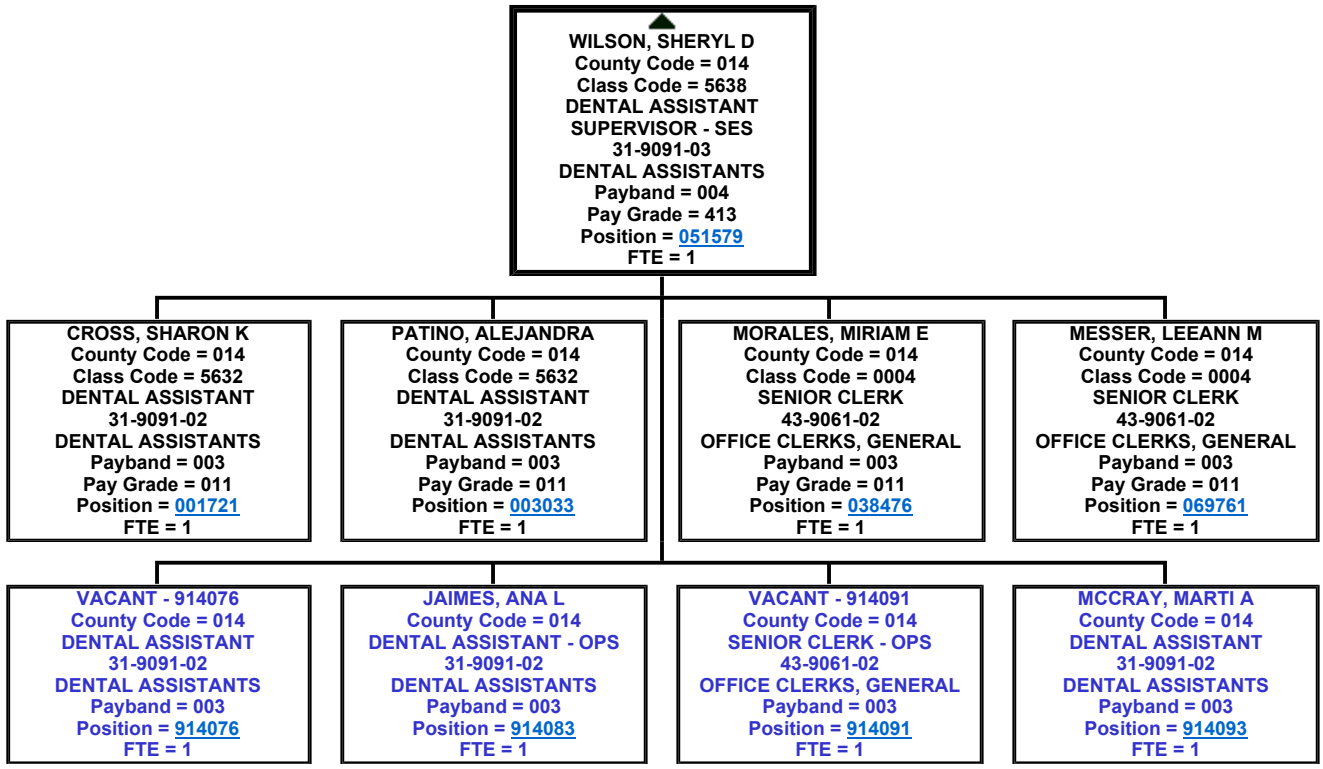 WILSON, SHERYL D
County Code = 014
Class Code = 5638
DENTAL ASSISTANT
SUPERVISOR - SES
31-9091-03
DENTAL ASSISTANTS
Payband = 004
Pay Grade = 413
Position = 051579
FTE = 1
CROSS, SHARON K
County Code = 014
Class Code = 5632
DENTAL ASSISTANT
31-9091-02
DENTAL ASSISTANTS
Payband = 003
Pay Grade = 011
Position = 001721
FTE = 1
PATINO, ALEJANDRA
County Code = 014
Class Code = 5632
DENTAL ASSISTANT
31-9091-02
DENTAL ASSISTANTS
Payband = 003
Pay Grade = 011
Position = 003033
FTE = 1
MORALES, MIRIAM E
County Code = 014
Class Code = 0004
SENIOR CLERK
43-9061-02
OFFICE CLERKS, GENERAL
Payband = 003
Pay Grade = 011
Position = 038476
FTE = 1
MESSER, LEEANN M
County Code = 014
Class Code = 0004
SENIOR CLERK
43-9061-02
OFFICE CLERKS, GENERAL
Payband = 003
Pay Grade = 011
Position = 069761
FTE = 1
VACANT - 914076
County Code = 014
DENTAL ASSISTANT
31-9091-02
DENTAL ASSISTANTS
Payband = 003
Position = 914076
FTE = 1
JAIMES, ANA L
County Code = 014
DENTAL ASSISTANT - OPS
31-9091-02
DENTAL ASSISTANTS
Payband = 003
Position = 914083
FTE = 1
VACANT - 914091
County Code = 014
SENIOR CLERK - OPS
43-9061-02
OFFICE CLERKS, GENERAL
Payband = 003
Position = 914091
FTE = 1
MCCRAY, MARTI A
County Code = 014
DENTAL ASSISTANT
31-9091-02
DENTAL ASSISTANTS
Payband = 003
Position = 914093
FTE = 1